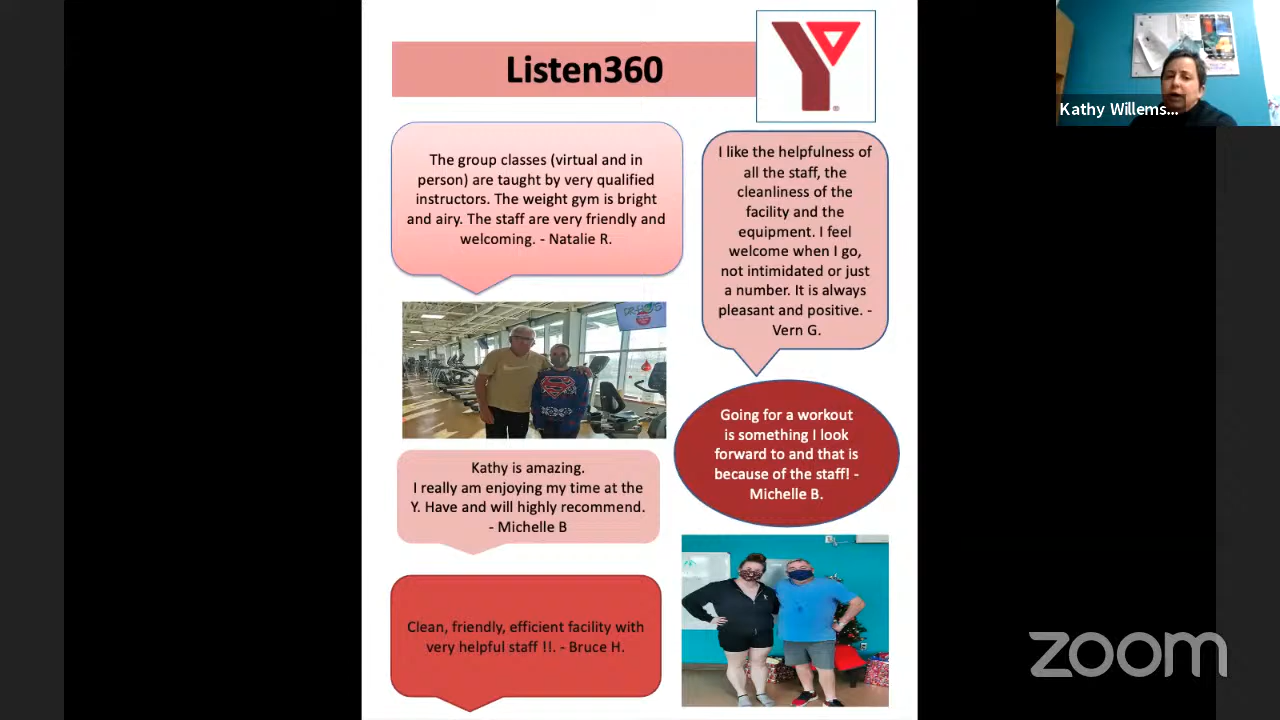 Listen360
Y
The group classes (virtual and in
person) are taught by very qualified
instructors. The weight gym is bright
and airy. The staff are very friendly and
welcoming. - Natalie R.
I like the helpfulness of
all the staff, the
cleanliness of the
facility and the
equipment. I feel
welcome when I go,
not intimidated or just
a number. It is always
pleasant and positive. -
Vern G.
Going for a workout
is something I look
forward to and that is
because of the staff! -
Michelle B.
Kathy is amazing.
I really am enjoying my time at the
Y. Have and will highly recommend.
- Michelle B
Clean, friendly, efficient facility with
very helpful staff !!. - Bruce H.
Kathy Willems...
zoom